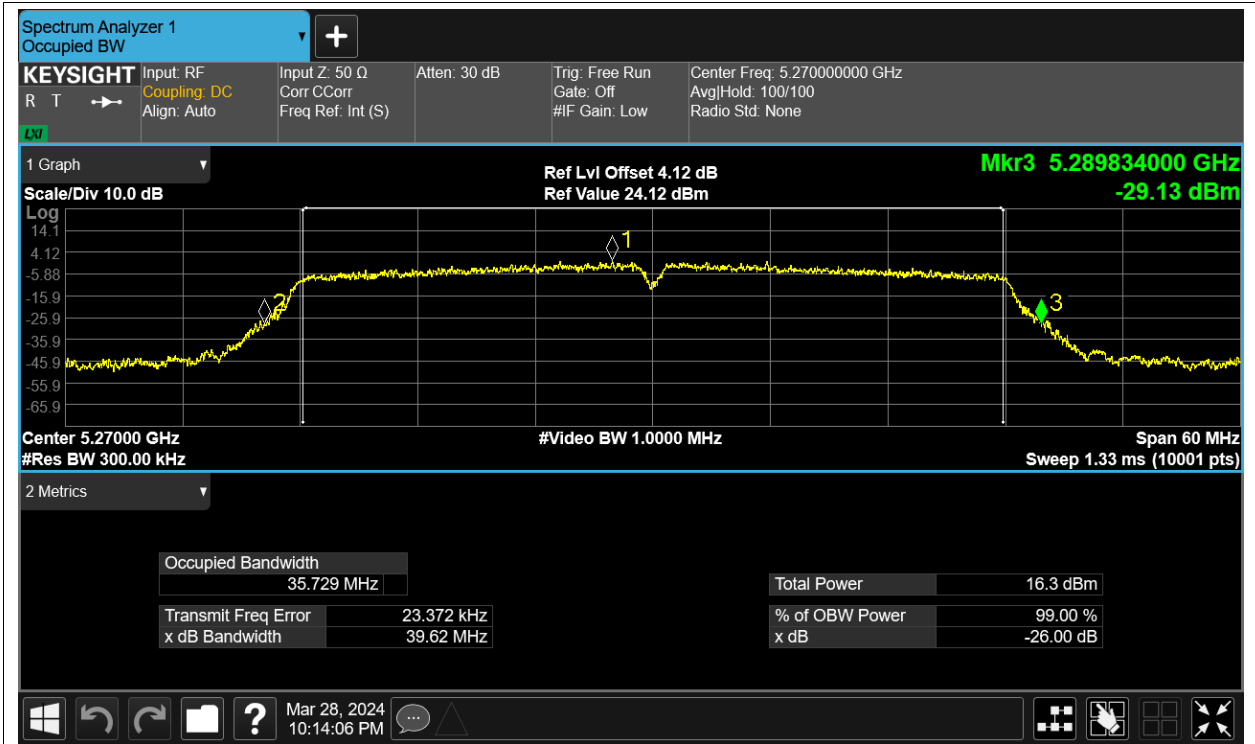 Spectrum Analyzer 1
Occupied BW
KEYSIGHT
R T
LXI
Input: RF
Coupling: DC
Align: Auto
Input Z: 50 Ω
Corr CCorr
Freq Ref: Int (S)
Atten: 30 dB
Trig: Free Run
Gate: Off
#IF Gain: Low
Center Freq: 5.270000000 GHz
Avg|Hold: 100/100
Radio Std: None
1 Graph
Scale/Div 10.0 dB
Ref Lvl Offset 4.12 dB
Ref Value 24.12 dBm
Mkr3 5.289834000 GHz
-29.13 dBm
Log
14.1
4.12
-5.88
-15.9
-25.9
-35.9
-45.9
-55.9
-65.9
1
2
3
Center 5.27000 GHz
#Video BW 1.0000 MHz
Span 60 MHz
#Res BW 300.00 kHz
Sweep 1.33 ms (10001 pts)
2 Metrics
Occupied Bandwidth
35.729 MHz
Transmit Freq Error 23.372 kHz
x dB Bandwidth 39.62 MHz
Total Power 16.3 dBm
% of OBW Power 99.00 %
x dB -26.00 dB
?
Mar 28, 2024
10:14:06 PM